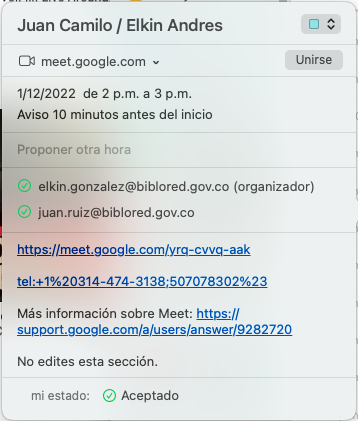 Juan Camilo / Elkin Andres
meet.google.com
Unirse
1/12/2022 de 2 p.m. a 3 p.m.
Aviso 10 minutos antes del inicio
Proponer otra hora
elkin.gonzalez@biblored.gov.co (organizador)
juan.ruiz@biblored.gov.co
https://meet.google.com/yrq-cvvq-aak
tel:+1%20314-474-3138;507078302%23
Más información sobre Meet: https://
support.google.com/a/users/answer/9282720
No edites esta sección.
mi estado: Aceptado